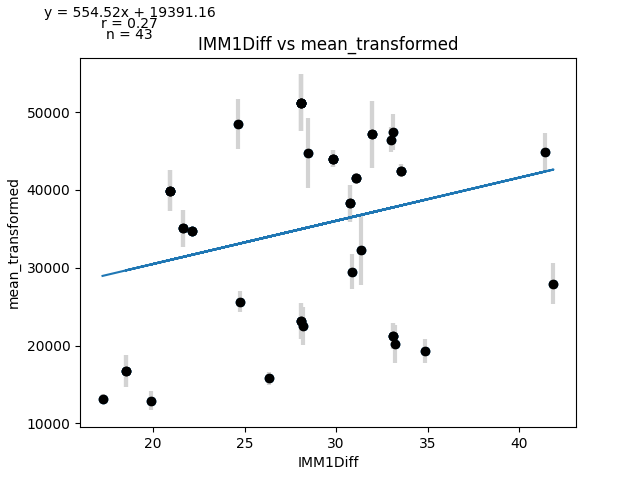 y = 554.52x + 19391.16
r = 0.27
n = 43
IMM1Diff vs mean_transformed
50000
40000
30000
20000
10000
mean_transformed
20
25
30
35
40
IMM1Diff